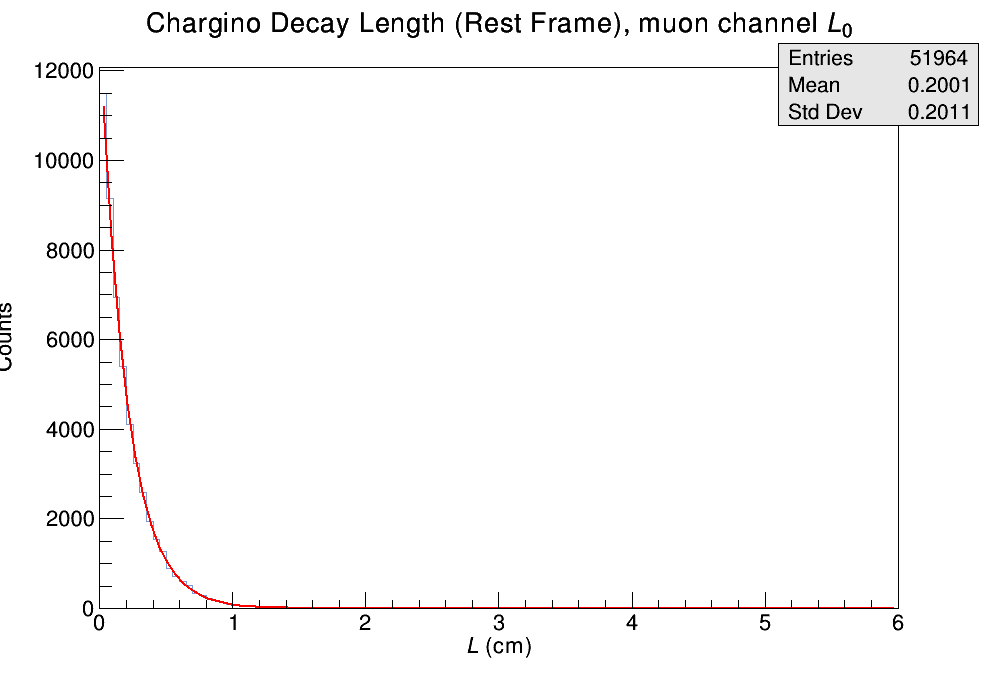 Chargino Decay Length (Rest Frame), muon channel L₀
Entries 51964
Mean 0.2001
Std Dev 0.2011
12000
10000
8000
6000
4000
2000
0
Counts
0 1 2 3 4 5 6
L (cm)